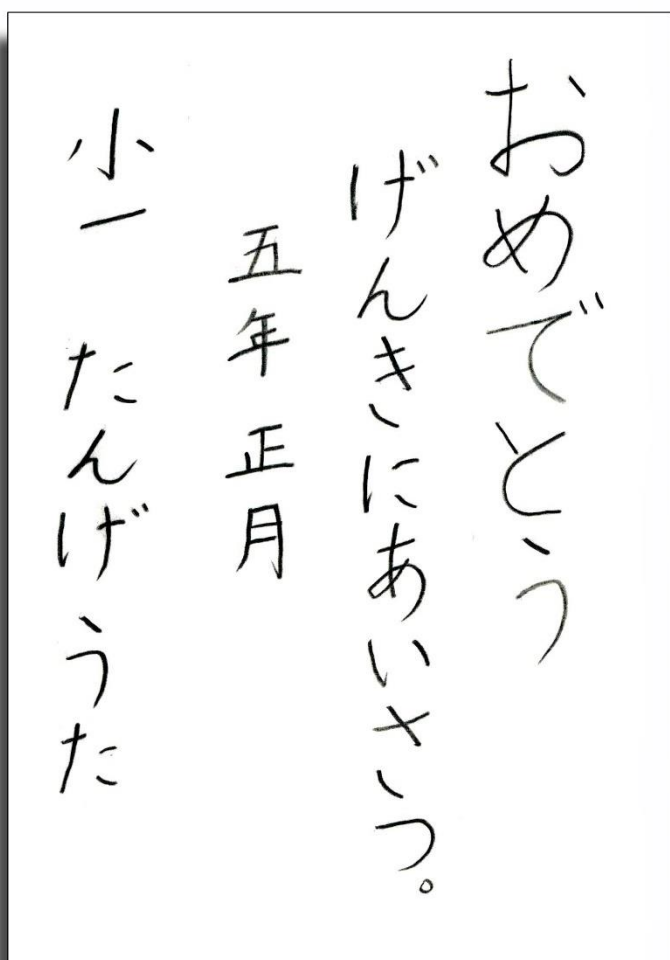 おめでとう
げんきにあいさつ。
五年 正月
小一 たんげ うた